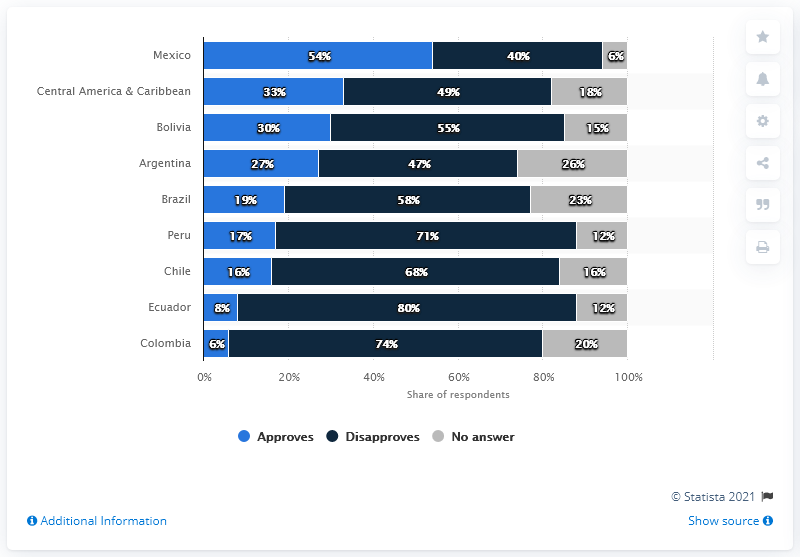 Mexico 54% 40% 6%
Central America & Caribbean 33% 49% 18%
Bolivia 30% 55% 15%
Argentina 27% 47% 26%
Brazil 19% 58% 23%
Peru 17% 71% 12%
Chile 16% 68% 16%
Ecuador 8% 80% 12%
Colombia 6% 74% 20%
0% 20% 40% 60% 80% 100%
Share of respondents
Approves Disapproves No answer
© Statista 2021
Additional Information Show source